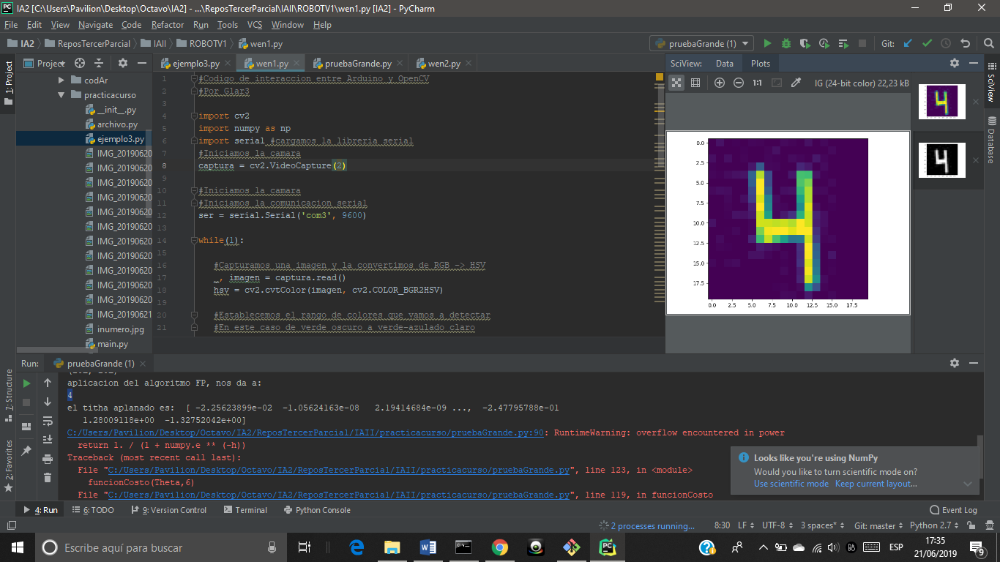 IA2 [C:\Users\Pavilion\Desktop\Octavo\IA2] - ...\ReposTercerParcial\IAII\ROBOTV1\wen1.py [IA2] - PyCharm
File Edit View Navigate Code Refactor Run Tools VCS Window Help
IA2 ReposTercerParcial IAII ROBOTV1 wen1.py
pruebaGrande (1)
Git:
1: Project
Project
codAr
practicacurso
__init__.py
archivo.py
ejemplo3.py
IMG_20190620
IMG_20190620
IMG_20190620
IMG_20190620
IMG_20190620
IMG_20190620
IMG_20190620
IMG_20190620
IMG_20190620
IMG_20190620
IMG_20190620
IMG_20190621
inumero.jpg
main.py
ejemplo3.py wen1.py pruebaGrande.py wen2.py
1 #Codigo de interaccion entre Arduino y OpenCV
2 #Por Glar3
3
4 import cv2
5 import numpy as np
6 import serial #cargamos la libreria serial
7 #Iniciamos la camara
8 captura = cv2.VideoCapture(2)
9
10 #Iniciamos la camara
11 #Iniciamos la comunicacion serial
12 ser = serial.Serial('com3', 9600)
13
14 while(1):
15
16 #Capturamos una imagen y la convertimos de RGB -> HSV
17 _, imagen = captura.read()
18 hsv = cv2.cvtColor(imagen, cv2.COLOR_BGR2HSV)
19
20 #Establecemos el rango de colores que vamos a detectar
21 #En este caso de verde oscuro a verde-azulado claro
SciView: Data Plots
1:1 IG (24-bit color) 22,23 kB
0.0
2.5
5.0
7.5
10.0
12.5
15.0
17.5
0.0 2.5 5.0 7.5 10.0 12.5 15.0 17.5
4
4
4
SciView
Database
Run: pruebaGrande (1)
aplicacion del algoritmo FP, nos da a:
4
el titha aplanado es: [ -2.25623899e-02 -1.05624163e-08 2.19414684e-09 ..., -2.47795788e-01
1.28009118e+00 -1.32752042e+00]
C:/Users/Pavilion/Desktop/Octavo/IA2/ReposTercerParcial/IAII/practicacurso/pruebaGrande.py:90: RuntimeWarning: overflow encountered in power
return 1. / (1 + numpy.e ** (-h))
Traceback (most recent call last):
File "C:/Users/Pavilion/Desktop/Octavo/IA2/ReposTercerParcial/IAII/practicacurso/pruebaGrande.py", line 123, in <module>
funcionCosto(Theta,6)
File "C:/Users/Pavilion/Desktop/Octavo/IA2/ReposTercerParcial/IAII/practicacurso/pruebaGrande.py", line 119, in funcionCosto
Looks like you're using NumPy
Would you like to turn scientific mode on?
Use scientific mode Keep current layout...
7: Structure
2: Favorites
4: Run 6: TODO 9: Version Control Terminal Python Console Event Log
2 processes running... 8:30 LF UTF-8 3 spaces* Git: master Python 2.7
Escribe aquí para buscar
ESP
17:35
21/06/2019
9